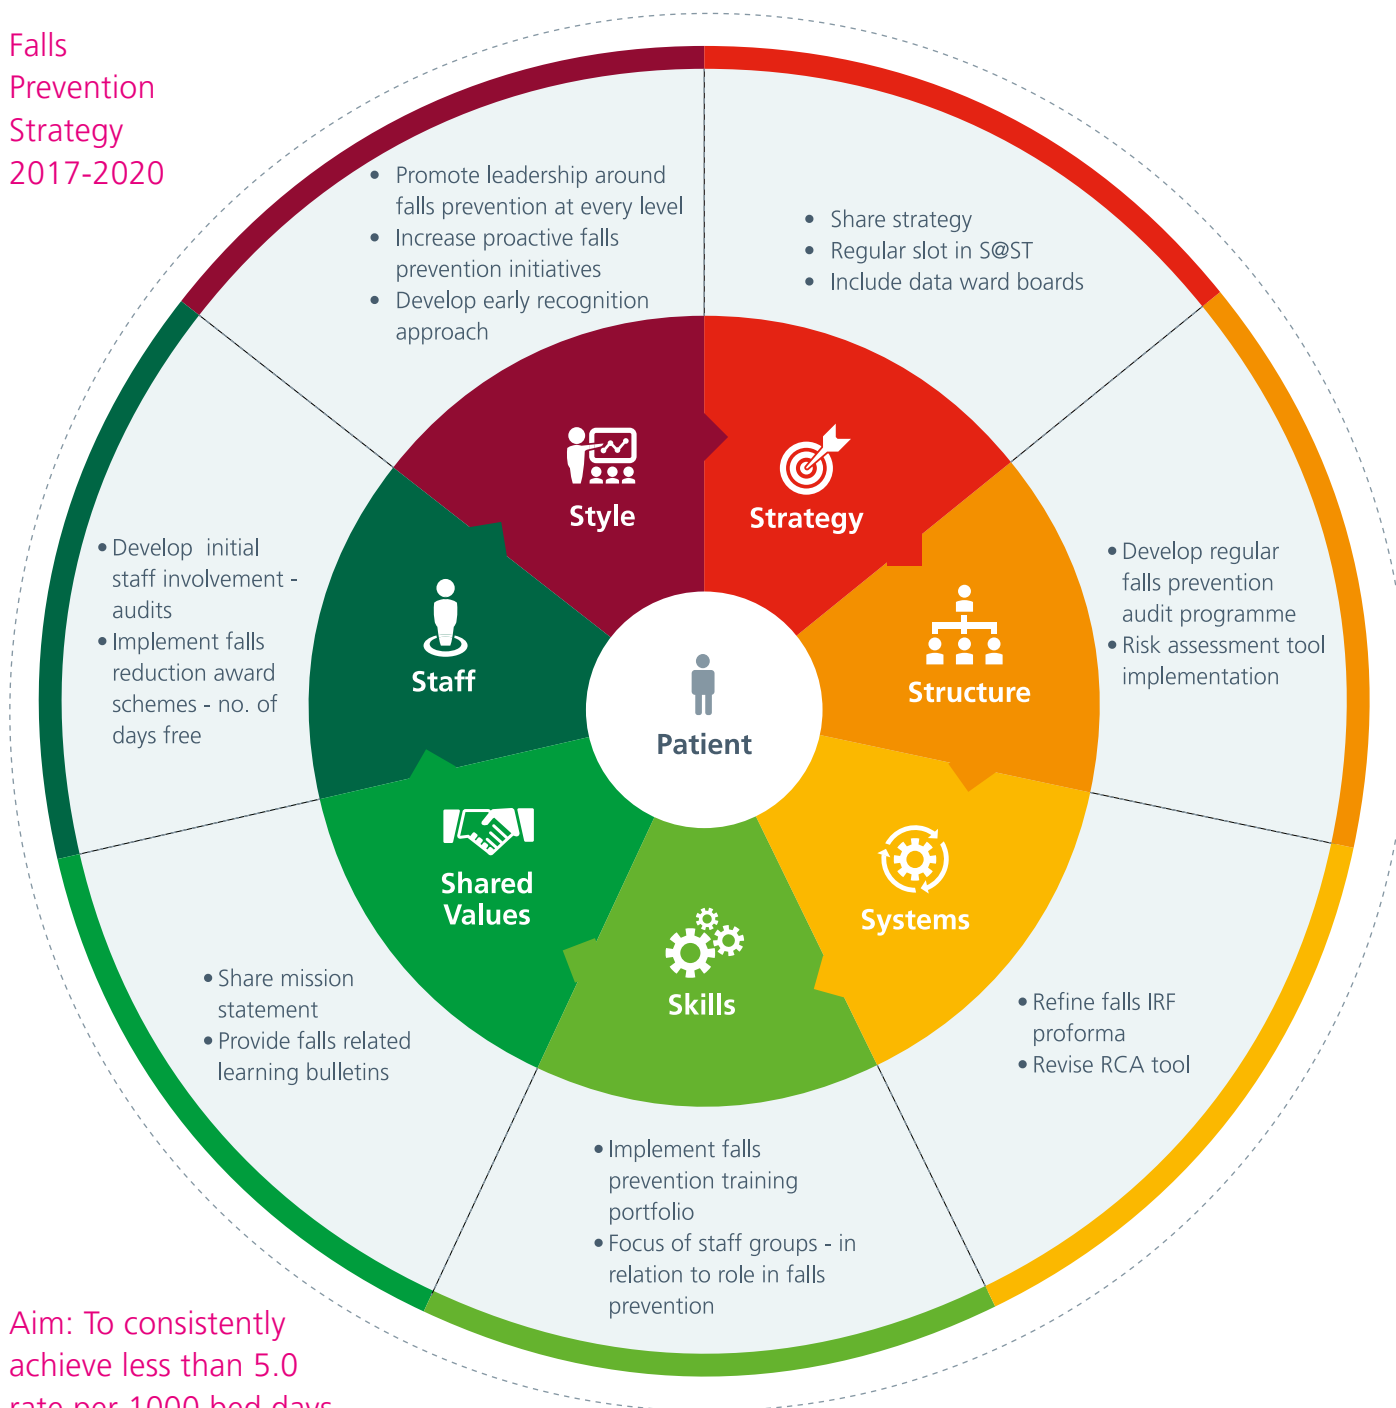 Falls
Prevention
Strategy
2017-2020
• Promote leadership around
falls prevention at every level
• Increase proactive falls
prevention initiatives
• Develop early recognition
approach
• Share strategy
• Regular slot in S@ST
• Include data ward boards
Style
Strategy
• Develop  initial
staff involvement -
audits
• Implement falls
reduction award
schemes - no. of
days free
Staff
Patient
Structure
• Develop regular
falls prevention
audit programme
• Risk assessment tool
implementation
Shared
Values
Skills
Systems
• Share mission
statement
• Provide falls related
learning bulletins
• Implement falls
prevention training
portfolio
• Focus of staff groups - in
relation to role in falls
prevention
• Refine falls IRF
proforma
• Revise RCA tool
Aim: To consistently
achieve less than 5.0
rate per 1000 bed days